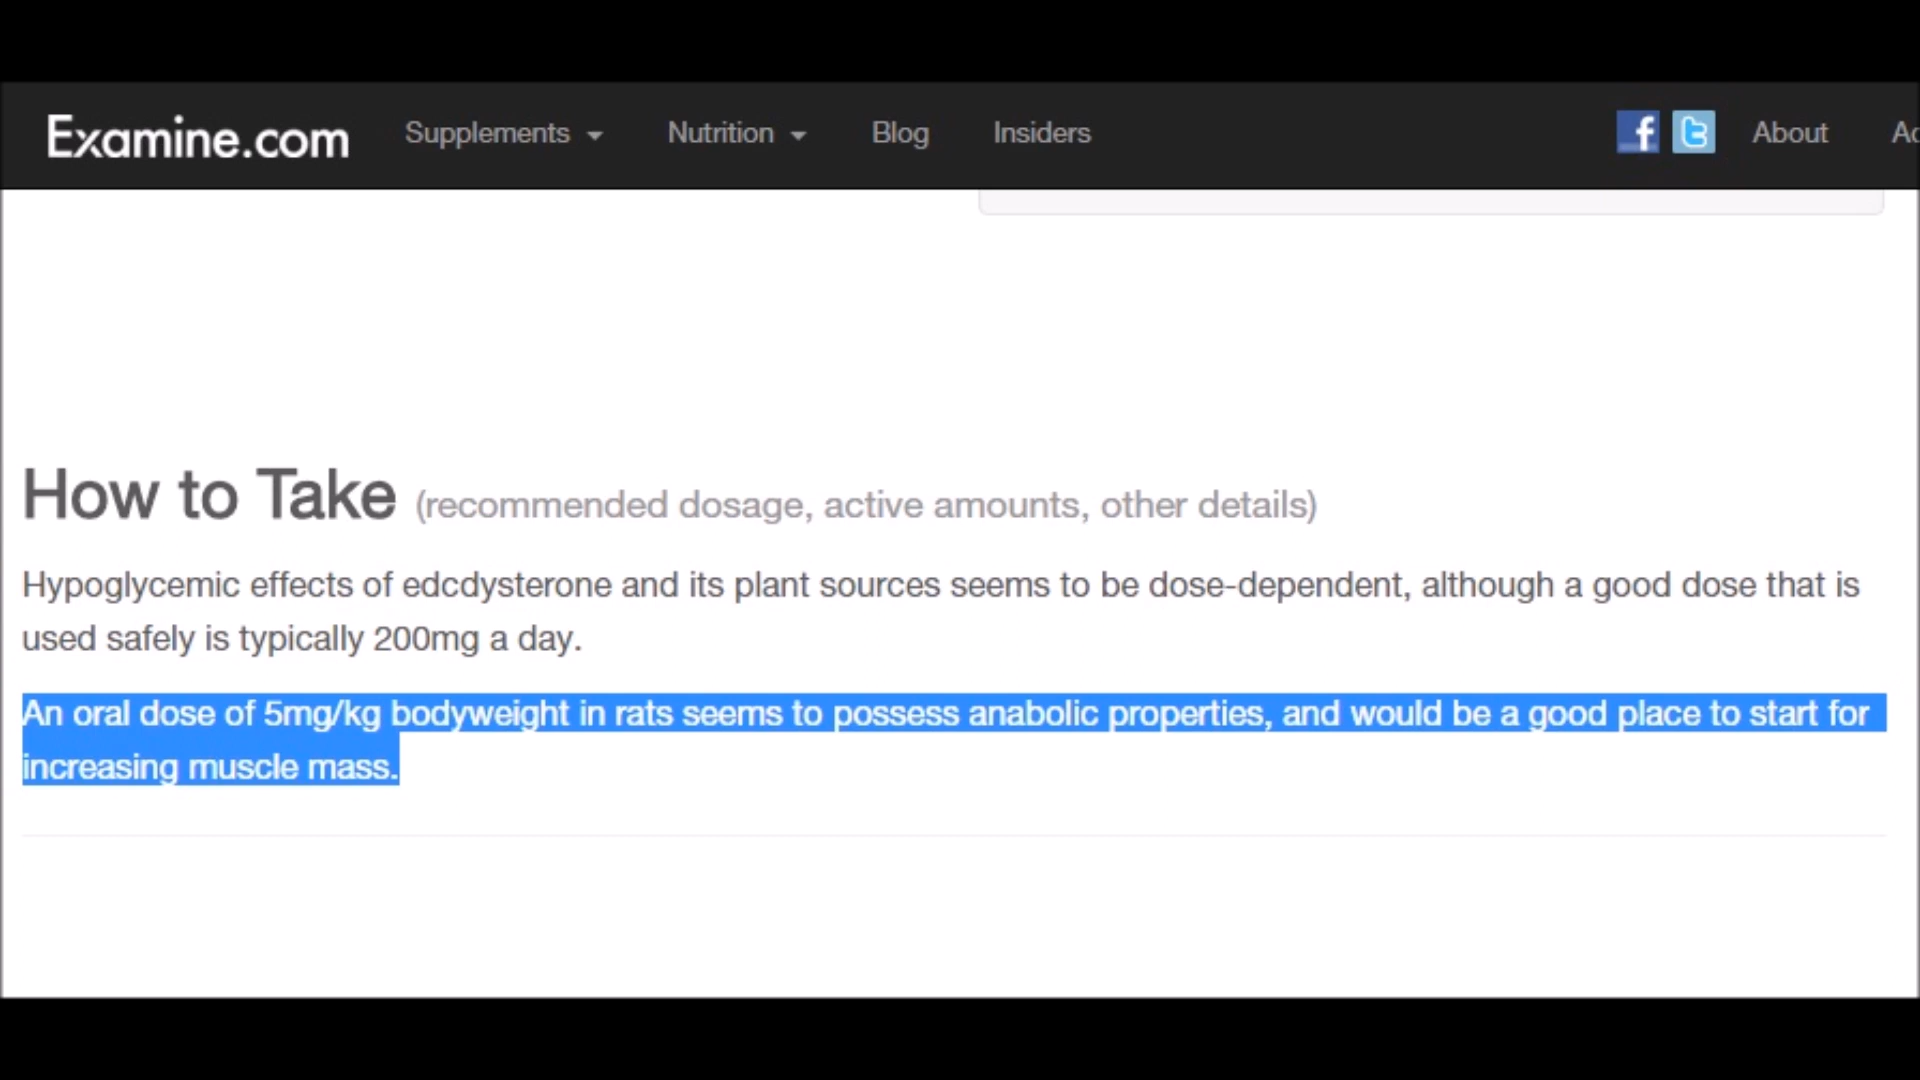 Examine.com Supplements Nutrition Blog Insiders f t About
How to Take (recommended dosage, active amounts, other details)
Hypoglycemic effects of edcdysterone and its plant sources seems to be dose-dependent, although a good dose that is
used safely is typically 200mg a day.
An oral dose of 5mg/kg bodyweight in rats seems to possess anabolic properties, and would be a good place to start for
increasing muscle mass.